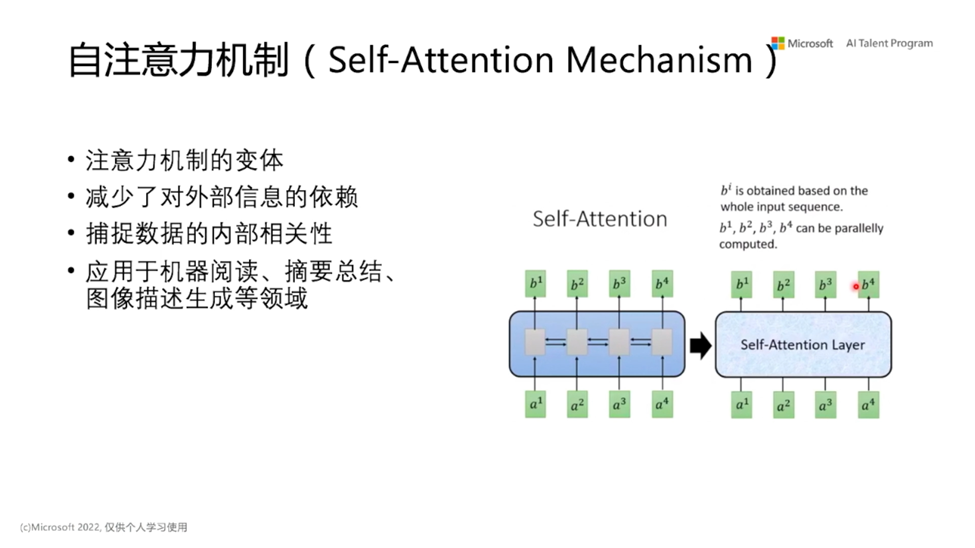 自注意力机制（Self-Attention Mechanism）
Microsoft AI Talent Program
• 注意力机制的变体
• 减少了对外部信息的依赖
• 捕捉数据的内部相关性
• 应用于机器阅读、摘要总结、
图像描述生成等领域
Self-Attention
b^i is obtained based on the
whole input sequence.
b^1, b^2, b^3, b^4 can be parallelly
computed.
b^1 b^2 b^3 b^4
a^1 a^2 a^3 a^4
b^1 b^2 b^3 b^4
Self-Attention Layer
a^1 a^2 a^3 a^4
(c)Microsoft 2022, 仅供个人学习使用